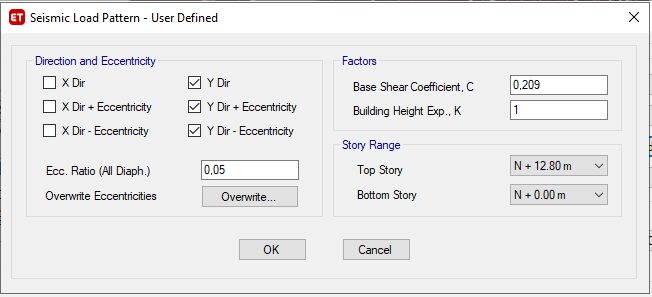 ET Seismic Load Pattern - User Defined
Direction and Eccentricity
X Dir
Y Dir
X Dir + Eccentricity
Y Dir + Eccentricity
X Dir - Eccentricity
Y Dir - Eccentricity
Ecc. Ratio (All Diaph.)
0,05
Overwrite Eccentricities
Overwrite...
Factors
Base Shear Coefficient, C
0,209
Building Height Exp., K
1
Story Range
Top Story
N + 12.80 m
Bottom Story
N + 0.00 m
OK
Cancel